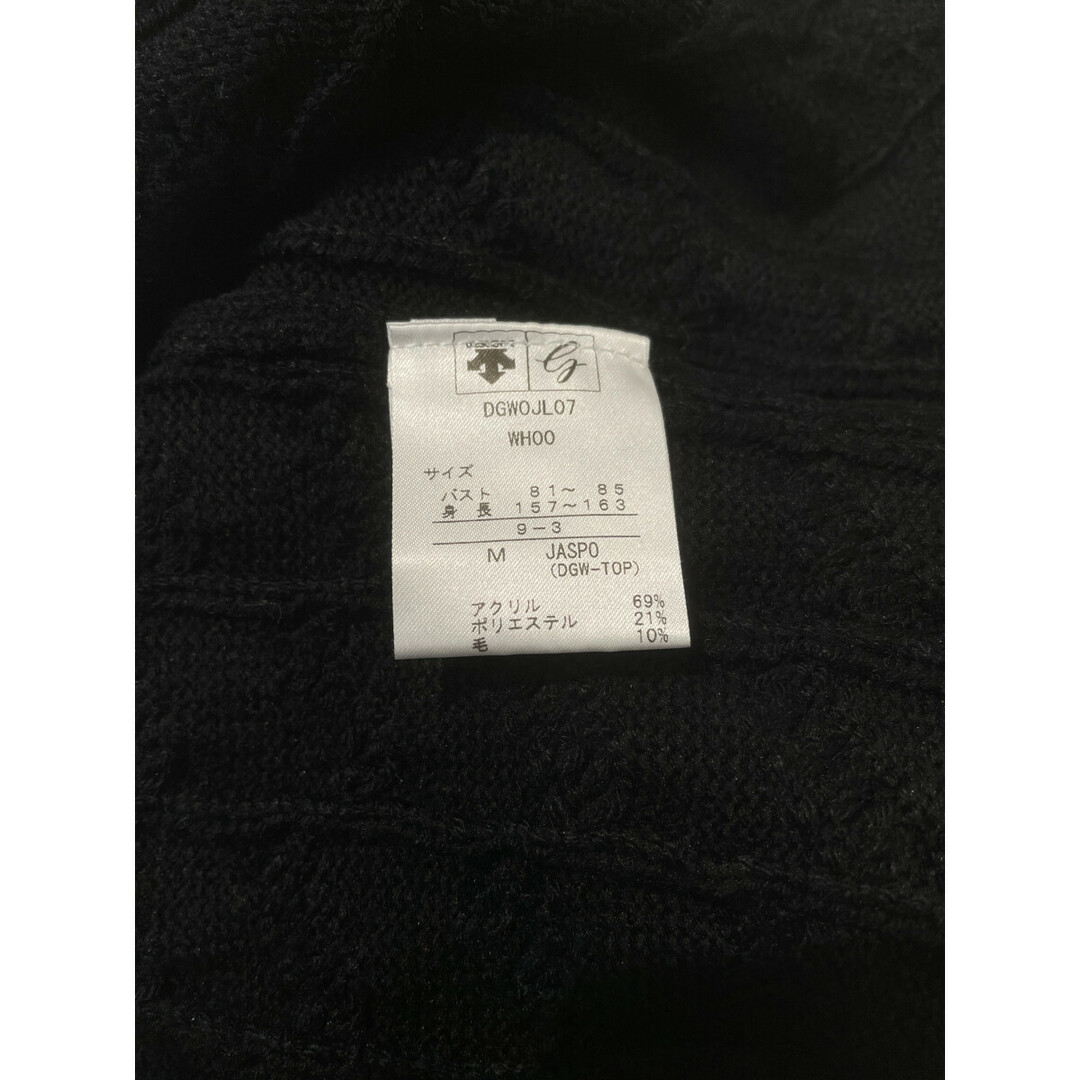 DGWOJL07
WH00
サイズ
バスト 81～ 85
身 長 157～163
9－3
M JASPO
(DGW-TOP)
アクリル 69%
ポリエステル 21%
毛 10%